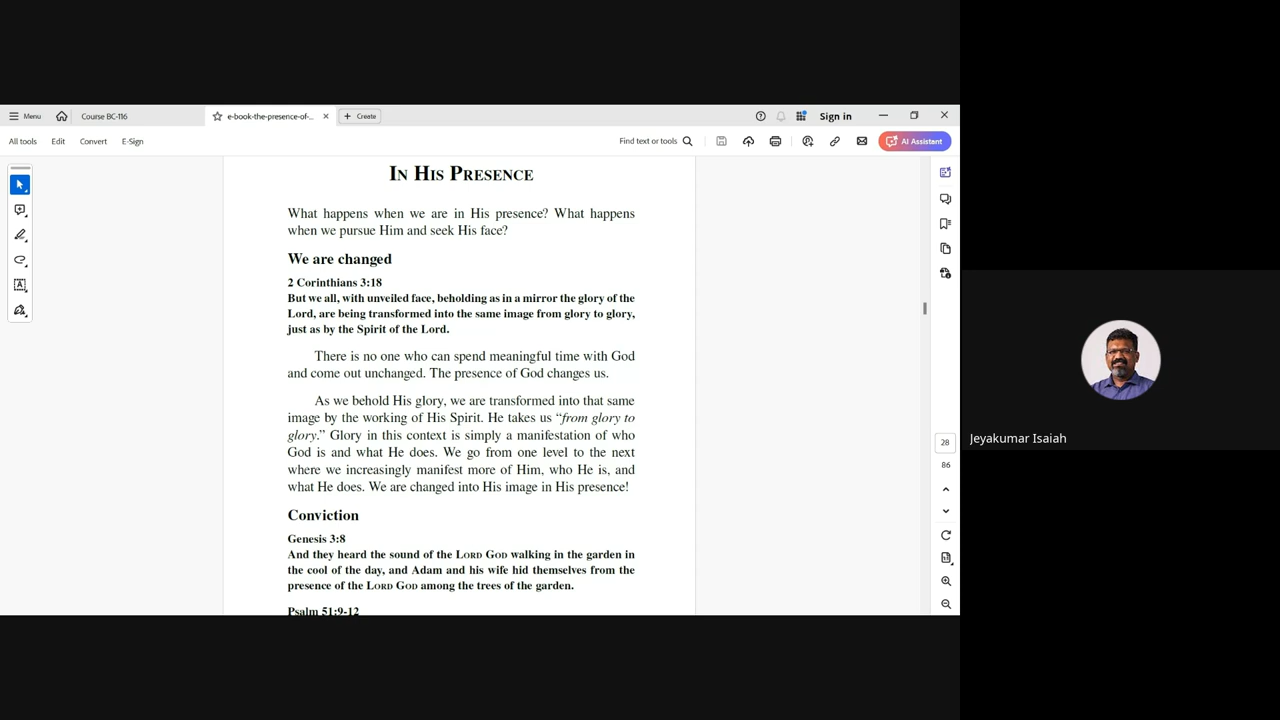 Menu
Course BC-116
e-book-the-presence-of-...
Create
Sign in
All tools
Edit
Convert
E-Sign
Find text or tools
AI Assistant
IN HIS PRESENCE
What happens when we are in His presence? What happens
when we pursue Him and seek His face?
We are changed
2 Corinthians 3:18
But we all, with unveiled face, beholding as in a mirror the glory of the
Lord, are being transformed into the same image from glory to glory,
just as by the Spirit of the Lord.
There is no one who can spend meaningful time with God
and come out unchanged. The presence of God changes us.
As we behold His glory, we are transformed into that same
image by the working of His Spirit. He takes us “from glory to
glory.” Glory in this context is simply a manifestation of who
God is and what He does. We go from one level to the next
where we increasingly manifest more of Him, who He is, and
what He does. We are changed into His image in His presence!
Conviction
Genesis 3:8
And they heard the sound of the LORD GOD walking in the garden in
the cool of the day, and Adam and his wife hid themselves from the
presence of the LORD GOD among the trees of the garden.
Psalm 51:9-12
28
86
Jeyakumar Isaiah